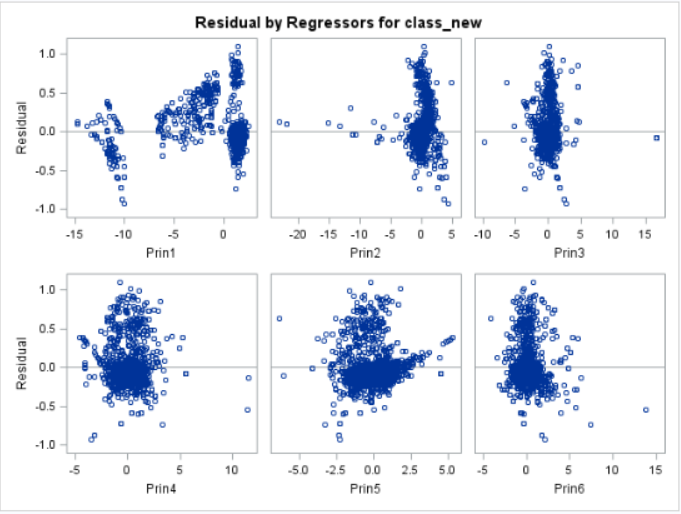 Residual by Regressors for class_new
1.0
0.5
0.0
-0.5
-1.0
Residual
-15 -10 -5 0
Prin1
-20 -15 -10 -5 0 5
Prin2
-10 -5 0 5 10 15
Prin3
1.0
0.5
0.0
-0.5
-1.0
Residual
-5 0 5 10
Prin4
-5.0 -2.5 0.0 2.5 5.0
Prin5
-5 0 5 10 15
Prin6